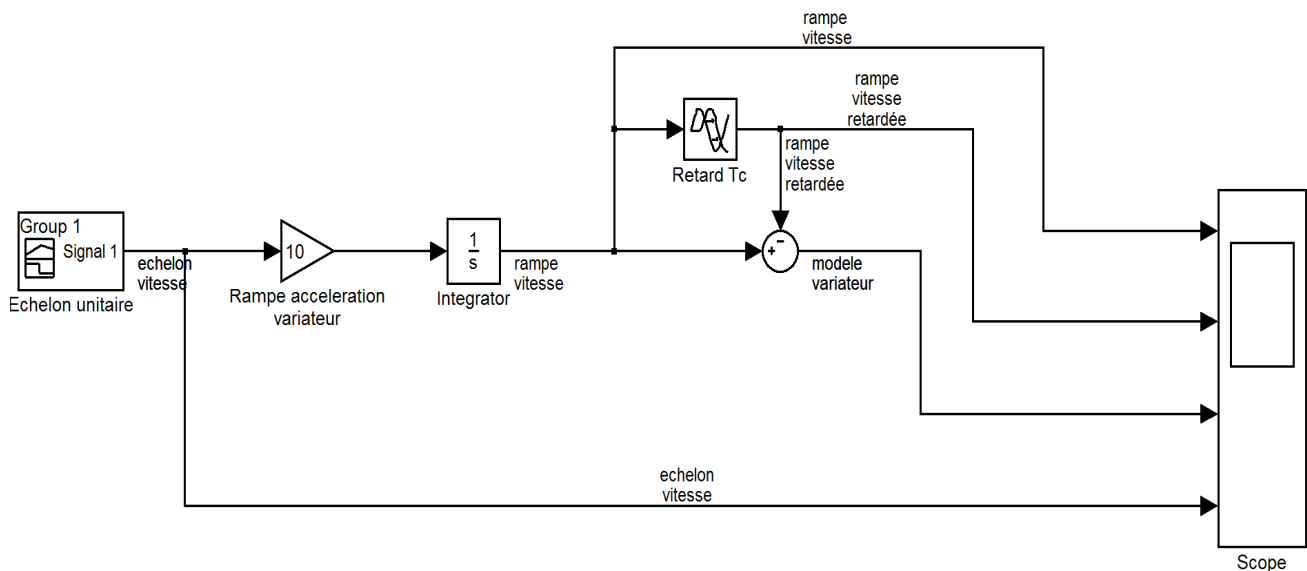 rampe
vitesse
rampe
vitesse
retardée
rampe
vitesse
retardée
Retard Tc
Group 1
Signal 1
echelon
vitesse
Echelon unitaire
10
Rampe acceleration
variateur
1
s
Integrator
rampe
vitesse
+
-
modele
variateur
echelon
vitesse
Scope